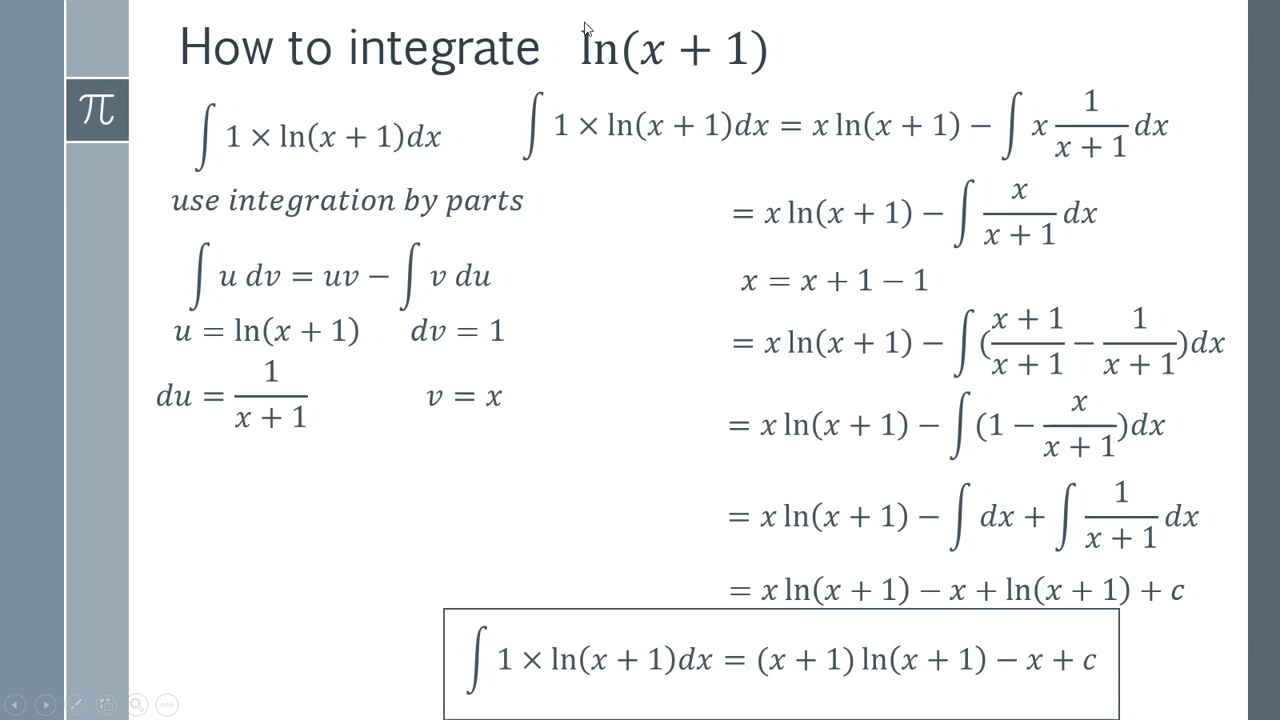 How to integrate ln(x + 1)
π
∫ 1 × ln(x + 1)dx
use integration by parts
∫ u dv = uv − ∫ v du
u = ln(x + 1) dv = 1
du = 1/(x + 1) v = x
∫ 1 × ln(x + 1)dx = x ln(x + 1) − ∫ x 1/(x + 1) dx
= x ln(x + 1) − ∫ x/(x + 1) dx
x = x + 1 − 1
= x ln(x + 1) − ∫ ((x + 1)/(x + 1) − 1/(x + 1))dx
= x ln(x + 1) − ∫ (1 − x/(x + 1))dx
= x ln(x + 1) − ∫ dx + ∫ 1/(x + 1) dx
= x ln(x + 1) − x + ln(x + 1) + c
∫ 1 × ln(x + 1)dx = (x + 1) ln(x + 1) − x + c